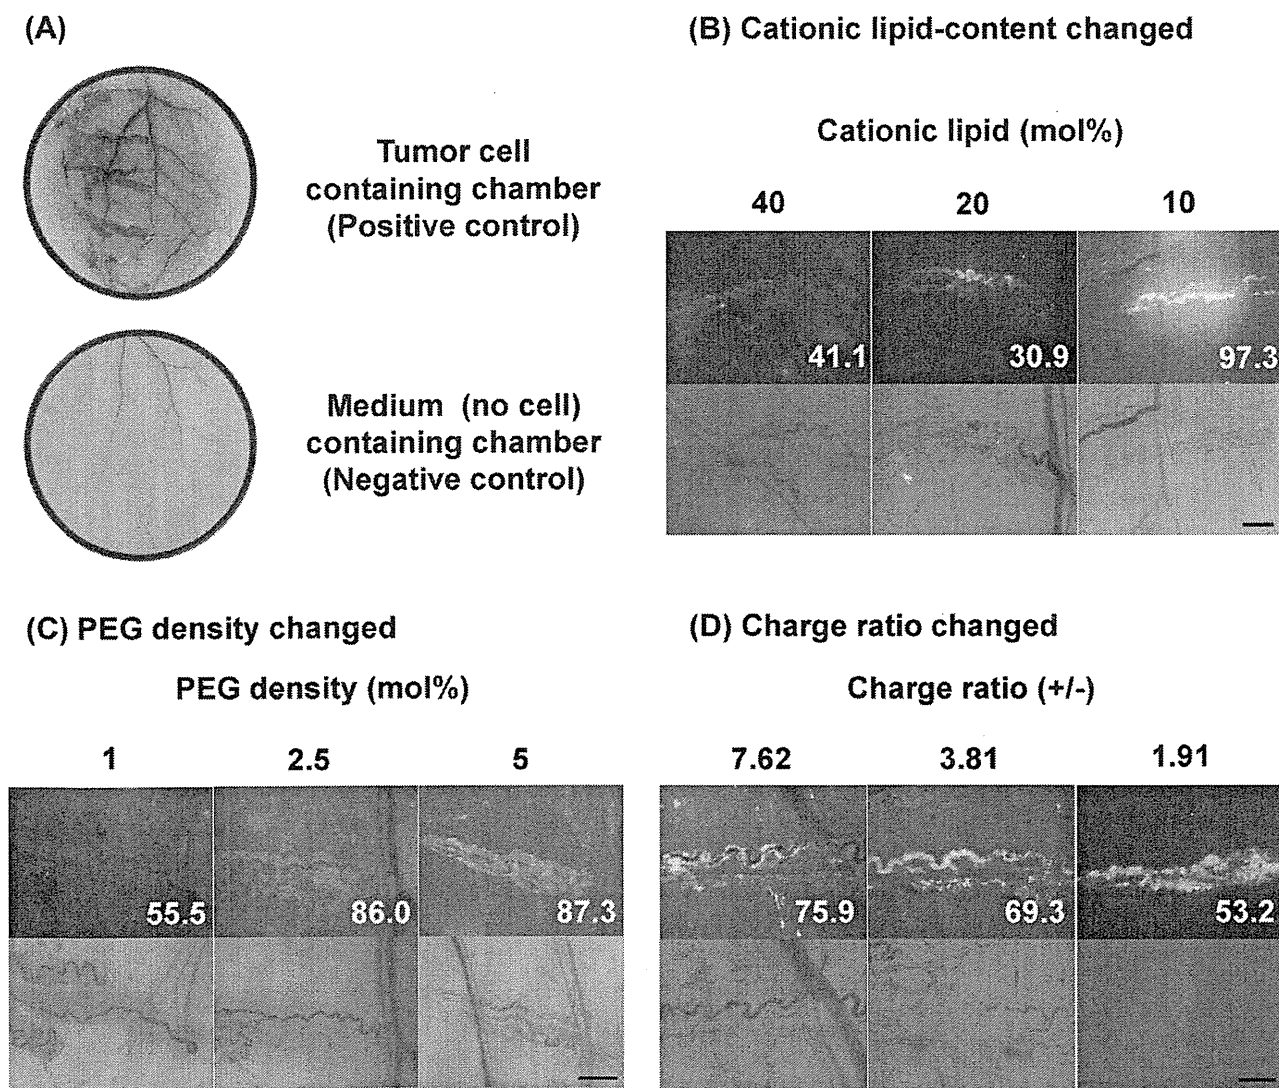 (A)
Tumor cell
containing chamber
(Positive control)
Medium (no cell)
containing chamber
(Negative control)
(B) Cationic lipid-content changed
Cationic lipid (mol%)
40 20 10
41.1 30.9 97.3
(C) PEG density changed
PEG density (mol%)
1 2.5 5
55.5 86.0 87.3
(D) Charge ratio changed
Charge ratio (+/-)
7.62 3.81 1.91
75.9 69.3 53.2